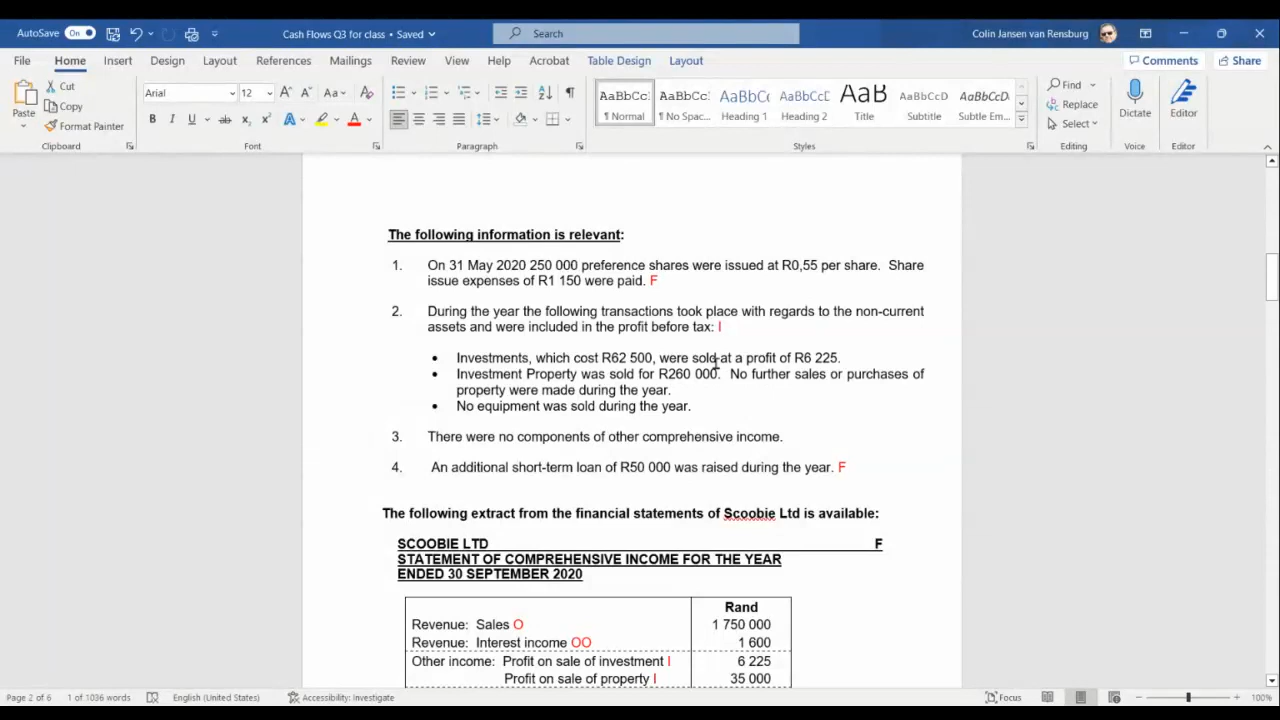 AutoSave On Cash Flows Q3 for class • Saved Search Colin Jansen van Rensburg
File Home Insert Design Layout References Mailings Review View Help Acrobat Table Design Layout Comments Share
Paste Cut Copy Format Painter Clipboard
Arial 12 Aa B I U ab x x A A Font
Paragraph
AaBbCc: ¶ Normal AaBbCc: ¶ No Spac... AaBbCc Heading 1 AaBbCcE Heading 2 AaB Title AaBbCcD Subtitle AaBbCcD Subtle Em... Styles
Find Replace Select Editing
Dictate Voice
Editor Editor
The following information is relevant:
1. On 31 May 2020 250 000 preference shares were issued at R0,55 per share. Share
issue expenses of R1 150 were paid. F
2. During the year the following transactions took place with regards to the non-current
assets and were included in the profit before tax: I
• Investments, which cost R62 500, were sold at a profit of R6 225.
• Investment Property was sold for R260 000. No further sales or purchases of
property were made during the year.
• No equipment was sold during the year.
3. There were no components of other comprehensive income.
4. An additional short-term loan of R50 000 was raised during the year. F
The following extract from the financial statements of Scoobie Ltd is available:
SCOOBIE LTD F
STATEMENT OF COMPREHENSIVE INCOME FOR THE YEAR
ENDED 30 SEPTEMBER 2020
Rand
Revenue: Sales O 1 750 000
Revenue: Interest income OO 1 600
Other income: Profit on sale of investment I 6 225
Profit on sale of property I 35 000
Page 2 of 6 1 of 1036 words English (United States) Accessibility: Investigate Focus 100%